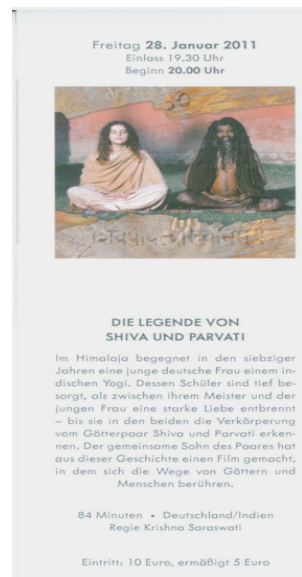 Freitag 28. Januar 2011
Einlass 19.30 Uhr
Beginn 20.00 Uhr
DIE LEGENDE VON
SHIVA UND PARVATI
Im Himalaja begegnet in den siebziger
Jahren eine junge deutsche Frau einem in-
dischen Yogi. Dessen Schüler sind tief be-
sorgt, als zwischen ihrem Meister und der
jungen Frau eine starke Liebe entbrennt
– bis sie in den beiden die Verkörperung
vom Götterpaar Shiva und Parvati erken-
nen. Der gemeinsame Sohn des Paares hat
aus dieser Geschichte einen Film gemacht,
in dem sich die Wege von Göttern und
Menschen berühren.
84 Minuten • Deutschland/Indien
Regie Krishna Saraswati
Eintritt: 10 Euro, ermäßigt 5 Euro